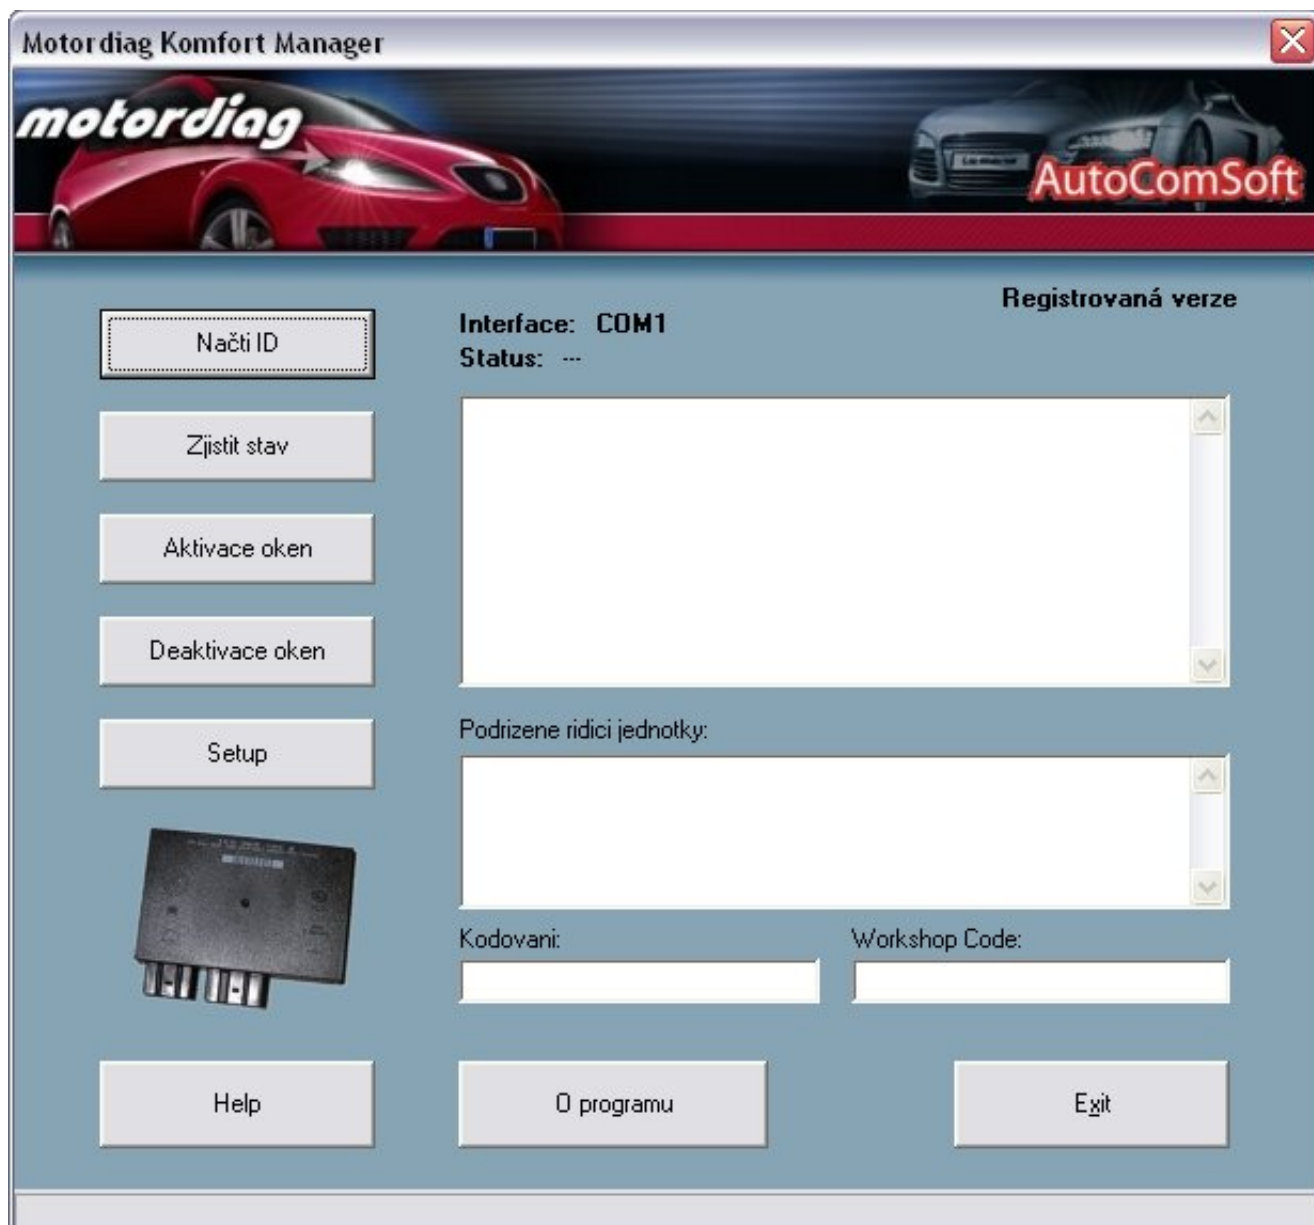 Motordiag Komfort Manager
motordiag
AutoComSoft
Registrovaná verze
Interface: COM1
Status: ---
Načti ID
Zjistit stav
Aktivace oken
Deaktivace oken
Setup
Podrizene ridici jednotky:
Kodovani:
Workshop Code:
Help
O programu
Exit